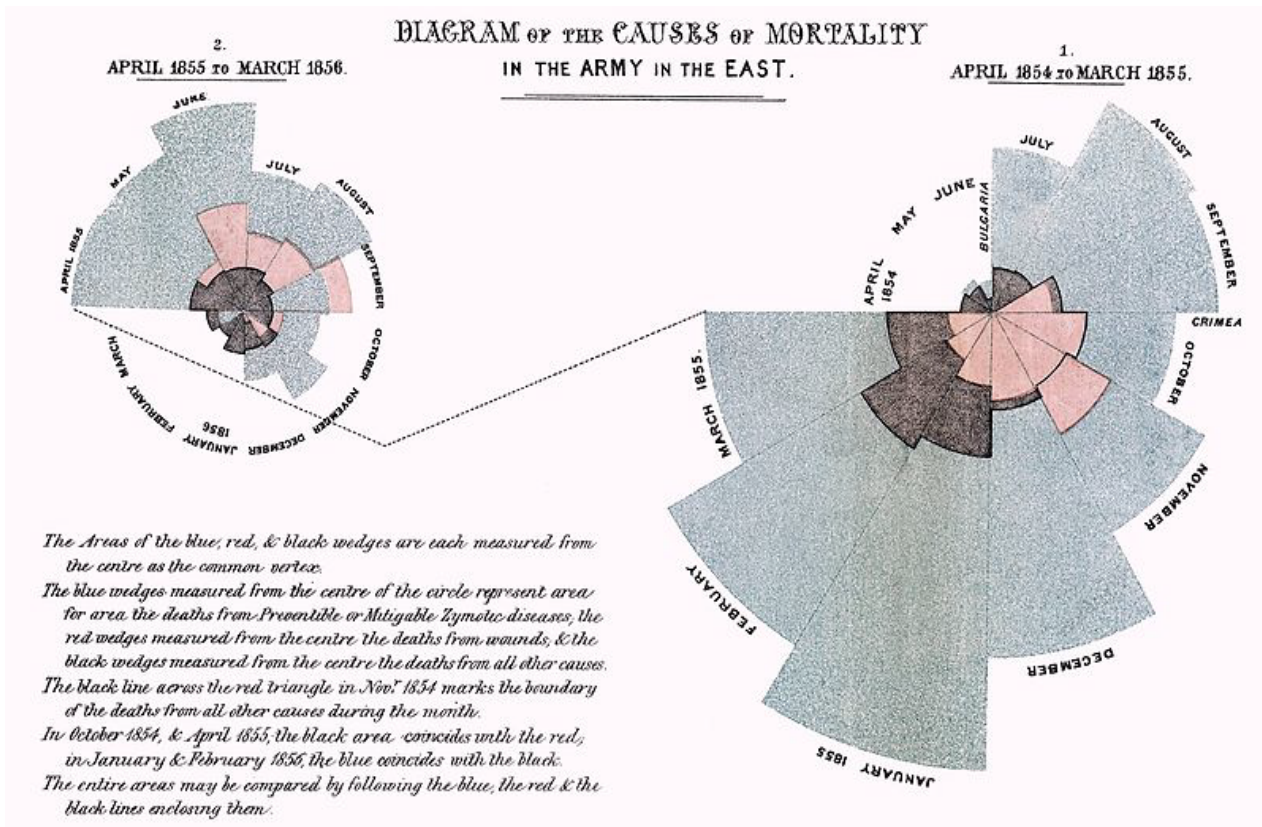 DIAGRAM OF THE CAUSES OF MORTALITY
IN THE ARMY IN THE EAST.
2.
APRIL 1855 TO MARCH 1856.
1.
APRIL 1854 TO MARCH 1855.
APRIL 1855
MAY
JUNE
JULY
AUGUST
SEPTEMBER
OCTOBER
NOVEMBER
DECEMBER
JANUARY
1856
FEBRUARY
MARCH
APRIL
1854
MAY
JUNE
BULGARIA
JULY
AUGUST
SEPTEMBER
CRIMEA
OCTOBER
NOVEMBER
DECEMBER
JANUARY 1855
FEBRUARY
MARCH 1855.
The Areas of the blue, red, & black wedges are each measured from
the centre as the common vertex.
The blue wedges measured from the centre of the circle represent area
for area the deaths from Preventible or Mitigable Zymotic diseases; the
red wedges measured from the centre the deaths from wounds; & the
black wedges measured from the centre the deaths from all other causes.
The black line across the red triangle in Novr. 1854 marks the boundary
of the deaths from all other causes during the month.
In October 1854, & April 1855; the black area coincides with the red;
in January & February 1856, the blue coincides with the black.
The entire areas may be compared by following the blue, the red & the
black lines enclosing them.